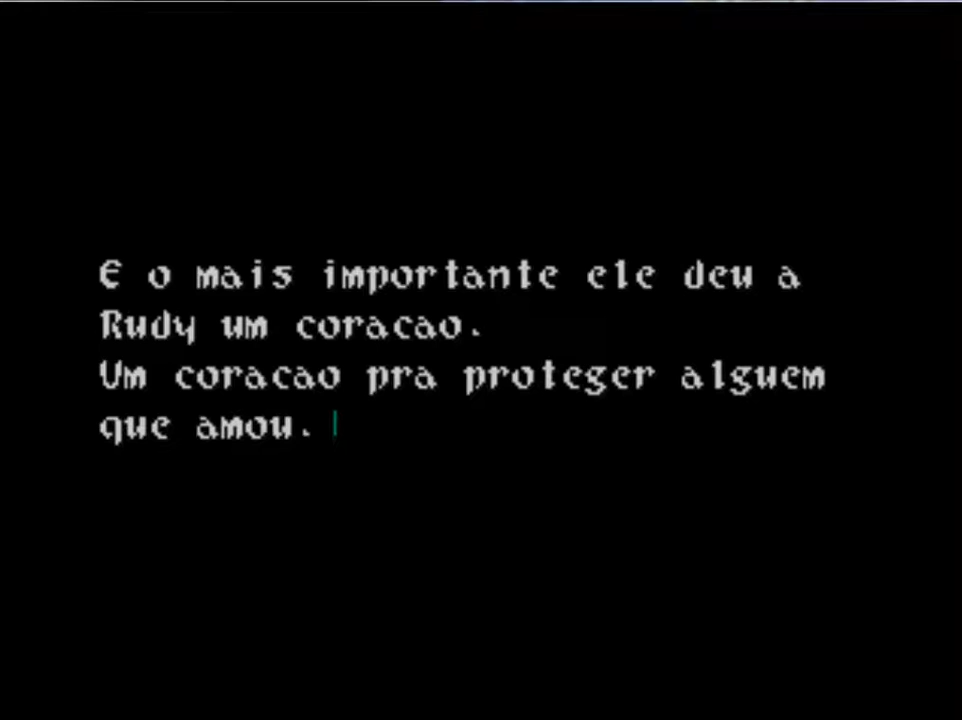 E o mais importante ele deu a
Rudy um coracao.
Um coracao pra proteger alguem
que amou.